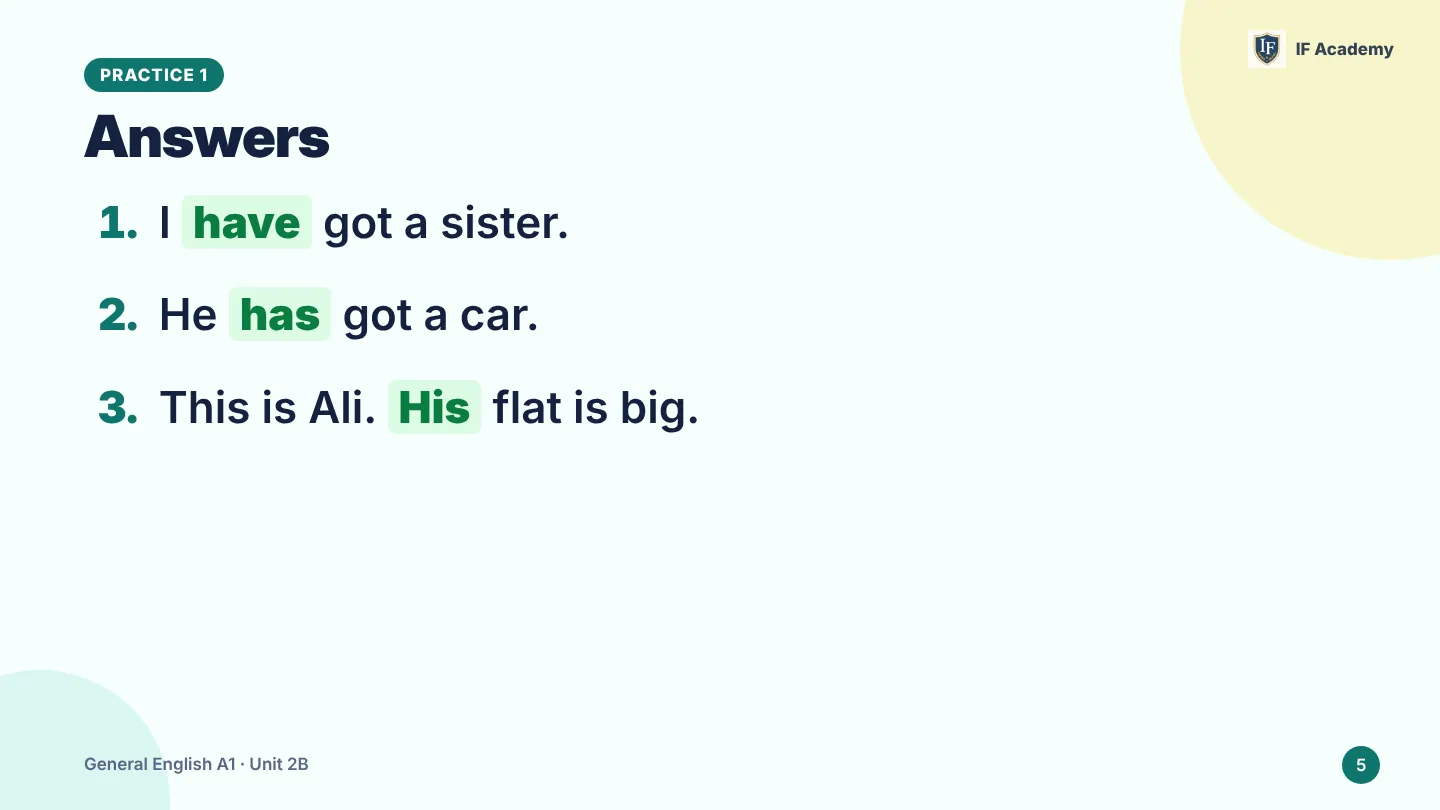 IF
IF Academy
PRACTICE 1
Answers
1. I have got a sister.
2. He has got a car.
3. This is Ali. His flat is big.
General English A1 · Unit 2B
5